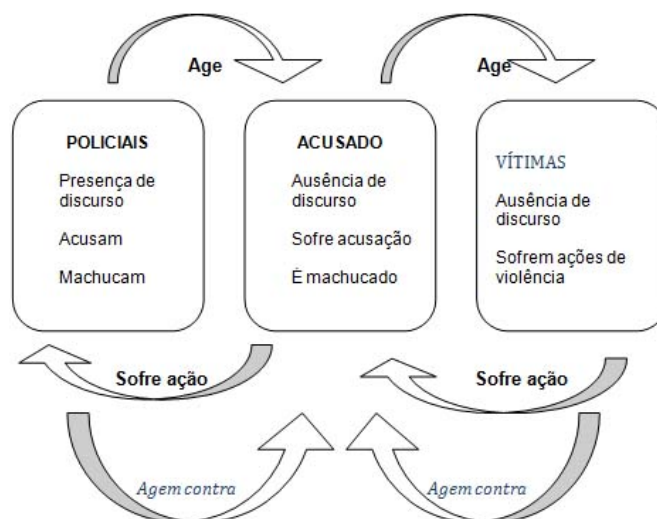 Age
Age
POLICIAIS
Presença de
discurso
Acusam
Machucam
ACUSADO
Ausência de
discurso
Sofre acusação
É machucado
VÍTIMAS
Ausência de
discurso
Sofrem ações de
violência
Sofre ação
Sofre ação
Agem contra
Agem contra